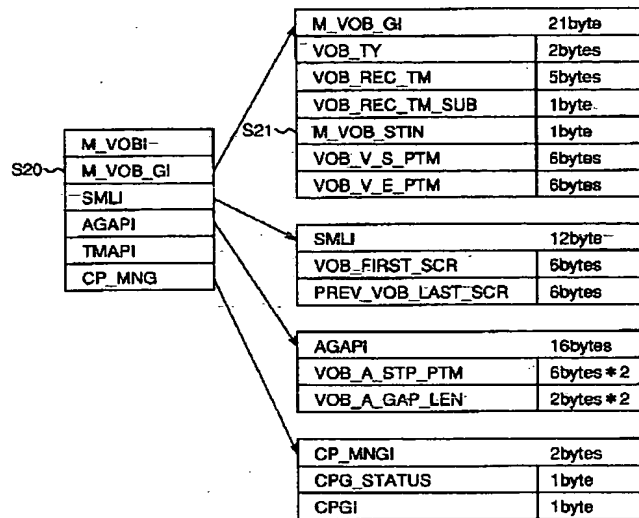 M_VOB_GI 21byte
VOB_TY 2bytes
VOB_REC_TM 5bytes
VOB_REC_TM_SUB 1byte
S21 M_VOB_STIN 1byte
VOB_V_S_PTM 6bytes
VOB_V_E_PTM 6bytes
M_VOBI
S20 M_VOB_GI
SMLI
AGAPI
TMAPI
CP_MNG
SMLI 12byte
VOB_FIRST_SCR 6bytes
PREV_VOB_LAST_SCR 6bytes
AGAPI 16bytes
VOB_A_STP_PTM 6bytes*2
VOB_A_GAP_LEN 2bytes*2
CP_MNGI 2bytes
CPG_STATUS 1byte
CPGI 1byte